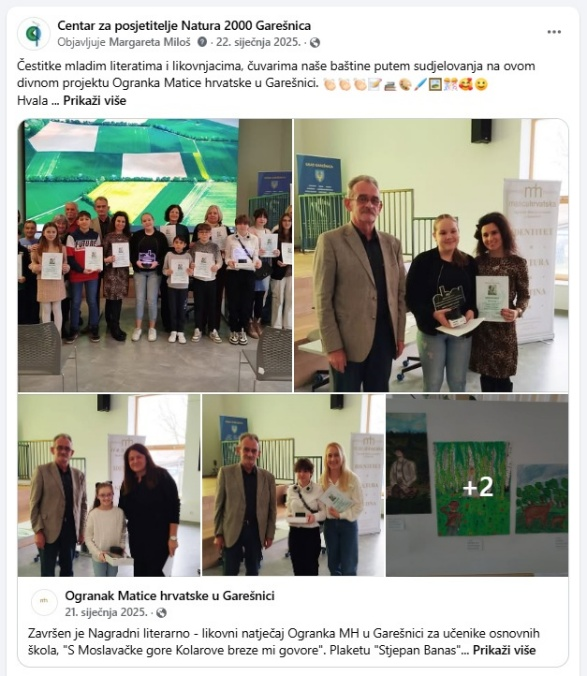 Centar za posjetitelje Natura 2000 Garešnica
Objavljuje Margareta Miloš · 22. siječnja 2025. ·
Čestitke mladim literatima i likovnjacima, čuvarima naše baštine putem sudjelovanja na ovom
divnom projektu Ogranka Matice hrvatske u Garešnici. 👏🏻👏🏻👏🏻📝📚🎨🖌️🖼️🎊🥰😉
Hvala ... Prikaži više
+2
Ogranak Matice hrvatske u Garešnici
21. siječnja 2025. ·
Završen je Nagradni literarno - likovni natječaj Ogranka MH u Garešnici za učenike osnovnih
škola, "S Moslavačke gore Kolarove breze mi govore". Plaketu "Stjepan Banas"... Prikaži više